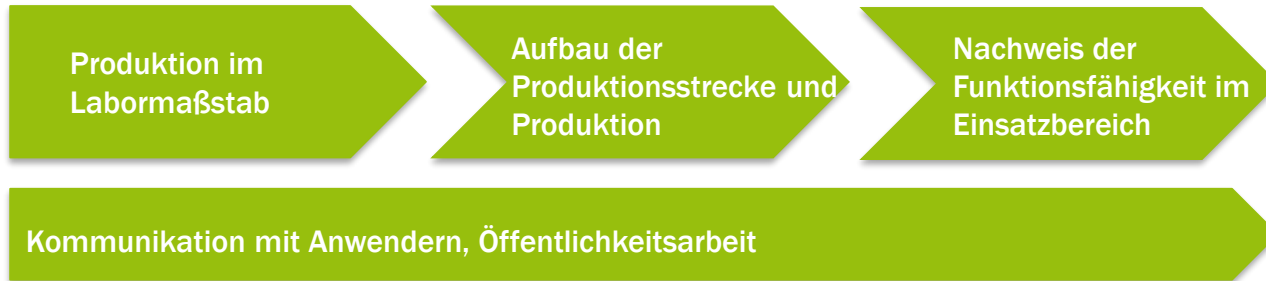 Produktion im
Labormaßstab
Aufbau der
Produktionsstrecke und
Produktion
Nachweis der
Funktionsfähigkeit im
Einsatzbereich
Kommunikation mit Anwendern, Öffentlichkeitsarbeit